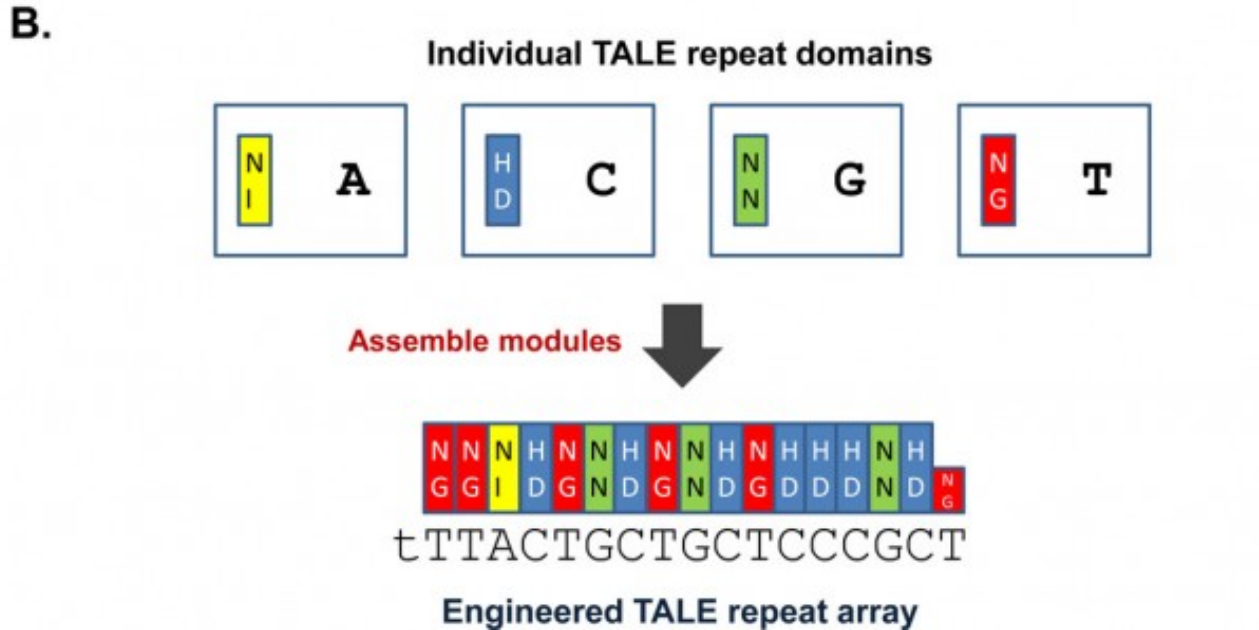 B.
Individual TALE repeat domains
N H N N
I A D C N G G T
Assemble modules
N N N H N N H N N H N H H H N H
G G I D G N D G N D G D D D N D N
G
tTTACTGCTGCTCCCGCT
Engineered TALE repeat array